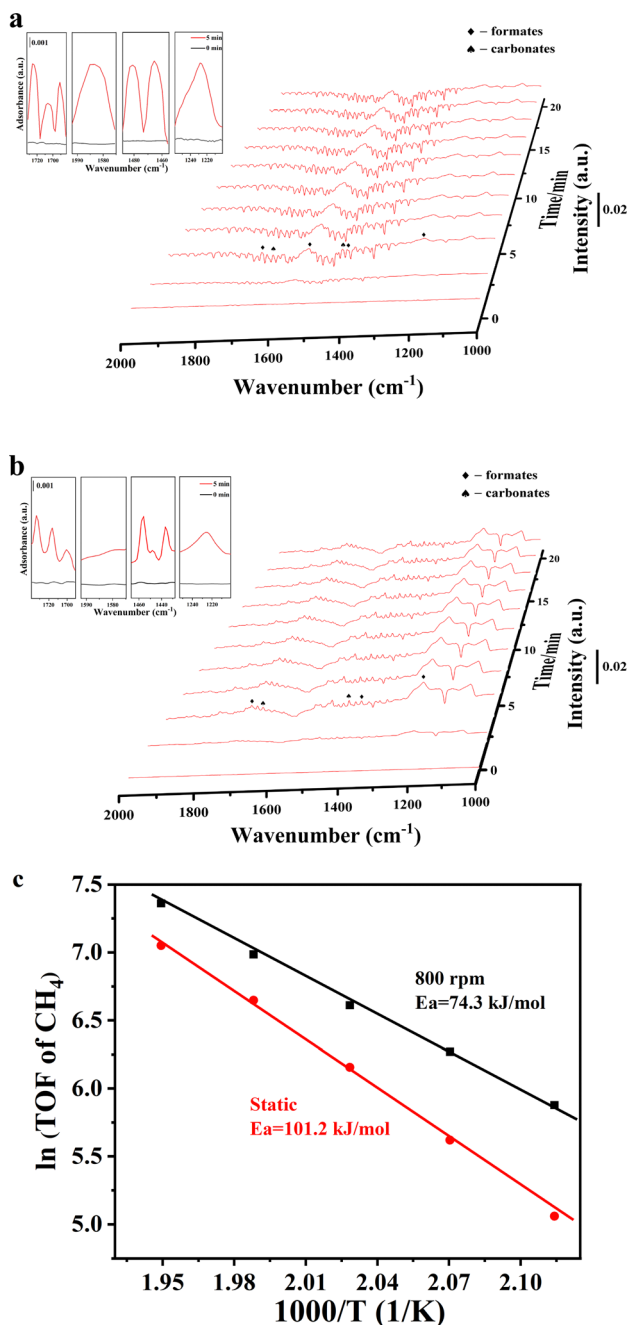 a
0.001
5 min
0 min
Adsorbance (a.u.)
1720 1700 1590 1580 1460 1440 1240 1220
Wavenumber (cm-1)
♦ – formates
♠ – carbonates
20
15
10
5
0
Time/min
Intensity (a.u.)
0.02
2000 1800 1600 1400 1200 1000
Wavenumber (cm-1)
b
0.001
5 min
0 min
Adsorbance (a.u.)
1720 1700 1590 1580 1460 1440 1240 1220
Wavenumber (cm-1)
♦ – formates
♠ – carbonates
20
15
10
5
0
Time/min
Intensity (a.u.)
0.02
2000 1800 1600 1400 1200 1000
Wavenumber (cm-1)
c
7.5
7.0
6.5
6.0
5.5
5.0
ln (TOF of CH4)
800 rpm
Ea=74.3 kJ/mol
Static
Ea=101.2 kJ/mol
1.95 1.98 2.01 2.04 2.07 2.10
1000/T (1/K)